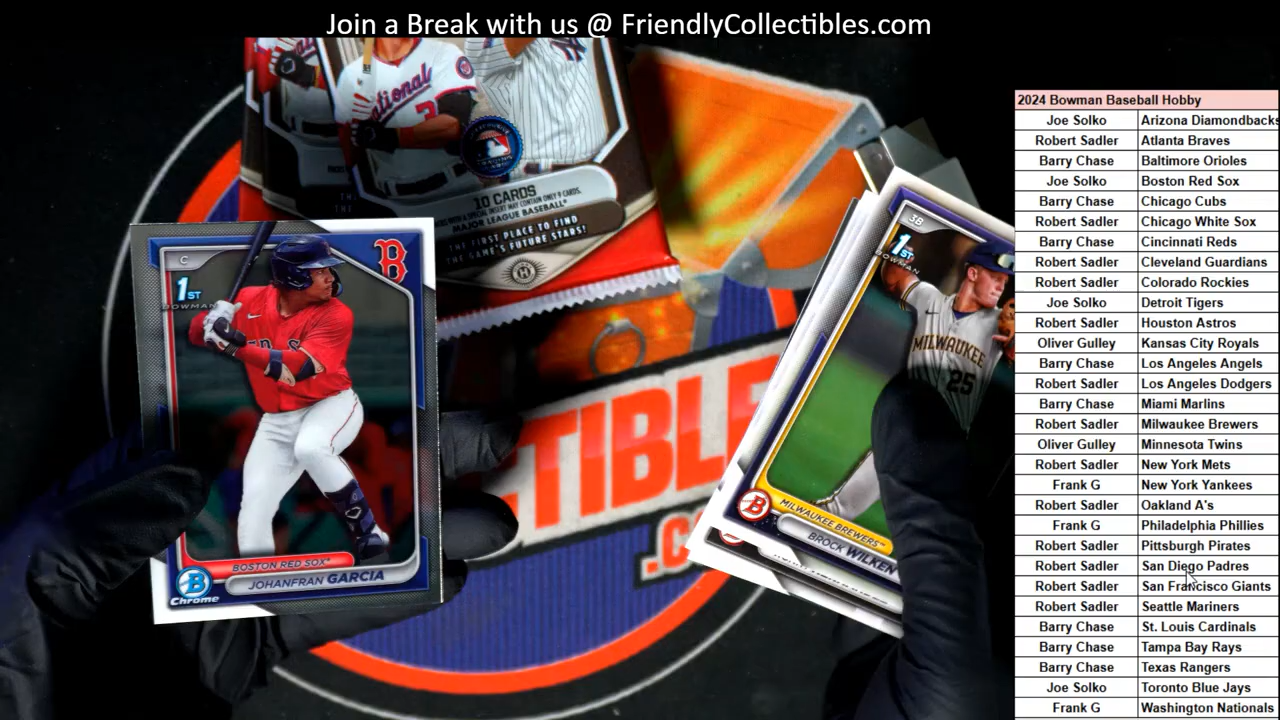 Join a Break with us @ FriendlyCollectibles.com
2024 Bowman Baseball Hobby
Joe Solko Arizona Diamondbacks
Robert Sadler Atlanta Braves
Barry Chase Baltimore Orioles
Joe Solko Boston Red Sox
Barry Chase Chicago Cubs
Robert Sadler Chicago White Sox
Barry Chase Cincinnati Reds
Robert Sadler Cleveland Guardians
Robert Sadler Colorado Rockies
Joe Solko Detroit Tigers
Robert Sadler Houston Astros
Oliver Gulley Kansas City Royals
Barry Chase Los Angeles Angels
Robert Sadler Los Angeles Dodgers
Barry Chase Miami Marlins
Robert Sadler Milwaukee Brewers
Oliver Gulley Minnesota Twins
Robert Sadler New York Mets
Frank G New York Yankees
Robert Sadler Oakland A's
Frank G Philadelphia Phillies
Robert Sadler Pittsburgh Pirates
Robert Sadler San Diego Padres
Robert Sadler San Francisco Giants
Robert Sadler Seattle Mariners
Barry Chase St. Louis Cardinals
Barry Chase Tampa Bay Rays
Barry Chase Texas Rangers
Joe Solko Toronto Blue Jays
Frank G Washington Nationals
10 CARDS
MAJOR LEAGUE BASEBALL®
THE FIRST PLACE TO FIND
THE GAME'S FUTURE STARS!
H
TIBLE
.co
C
B
1ST
BOWMAN
BOSTON RED SOX®
JOHANFRAN GARCIA
B
Chrome
3B
1ST
BOWMAN
MILWAUKEE
25
B
MILWAUKEE BREWERS™
BROCK WILKEN